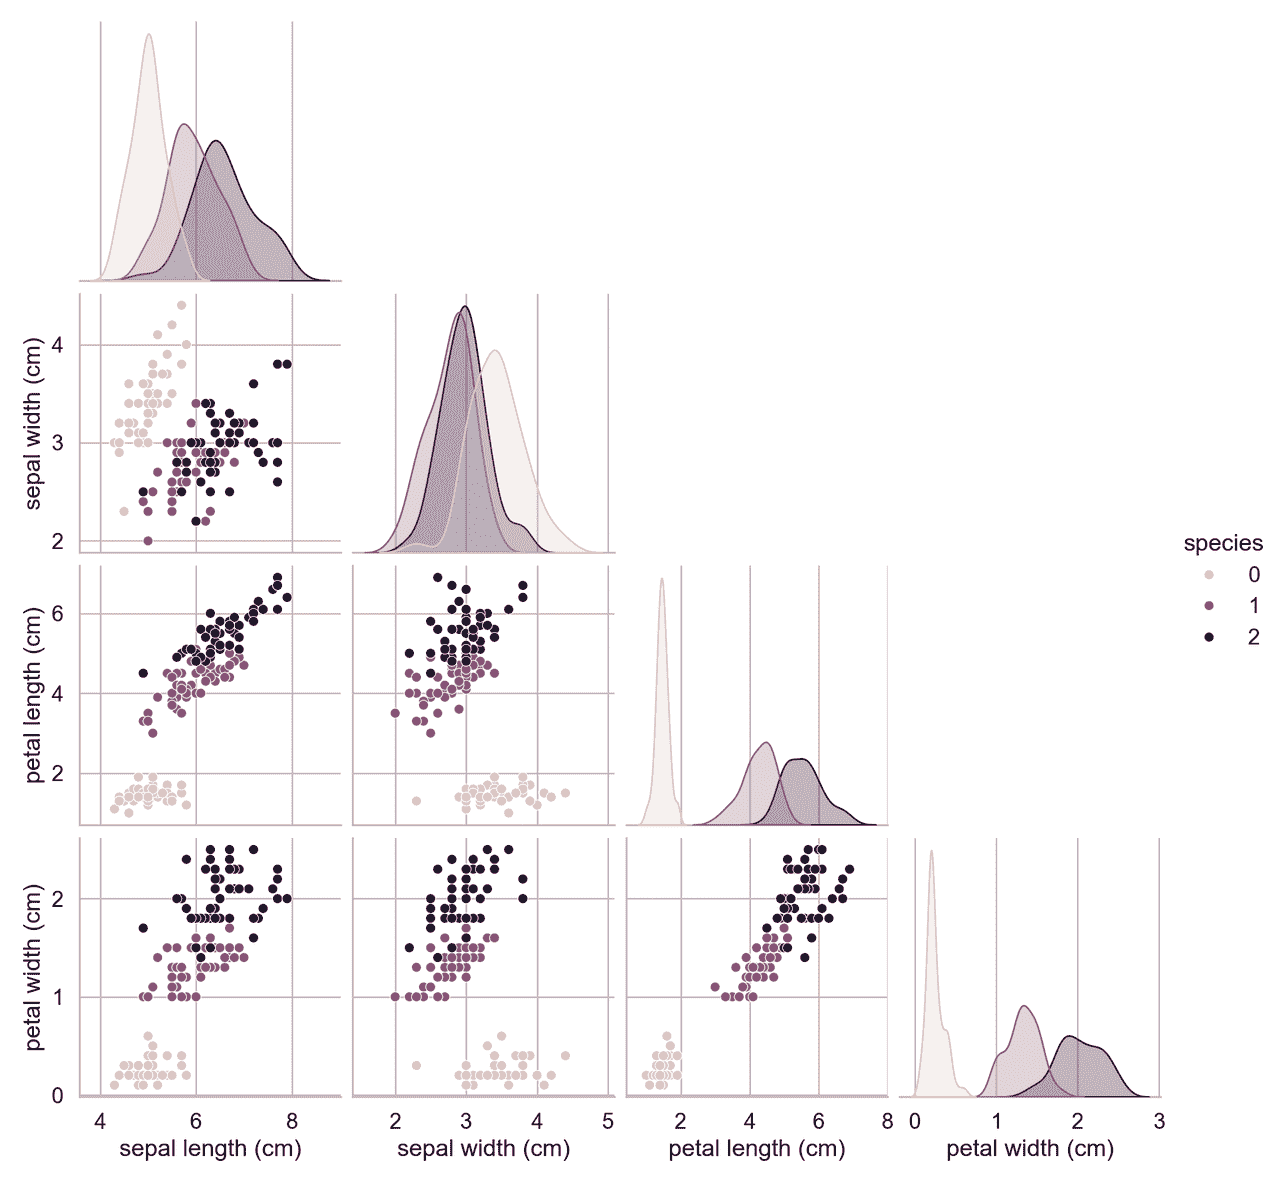 sepal width (cm)
4
3
2
petal length (cm)
6
4
2
petal width (cm)
2
1
0
4 6 8
sepal length (cm)
2 3 4 5
sepal width (cm)
2 4 6 8
petal length (cm)
0 1 2 3
petal width (cm)
species
0
1
2